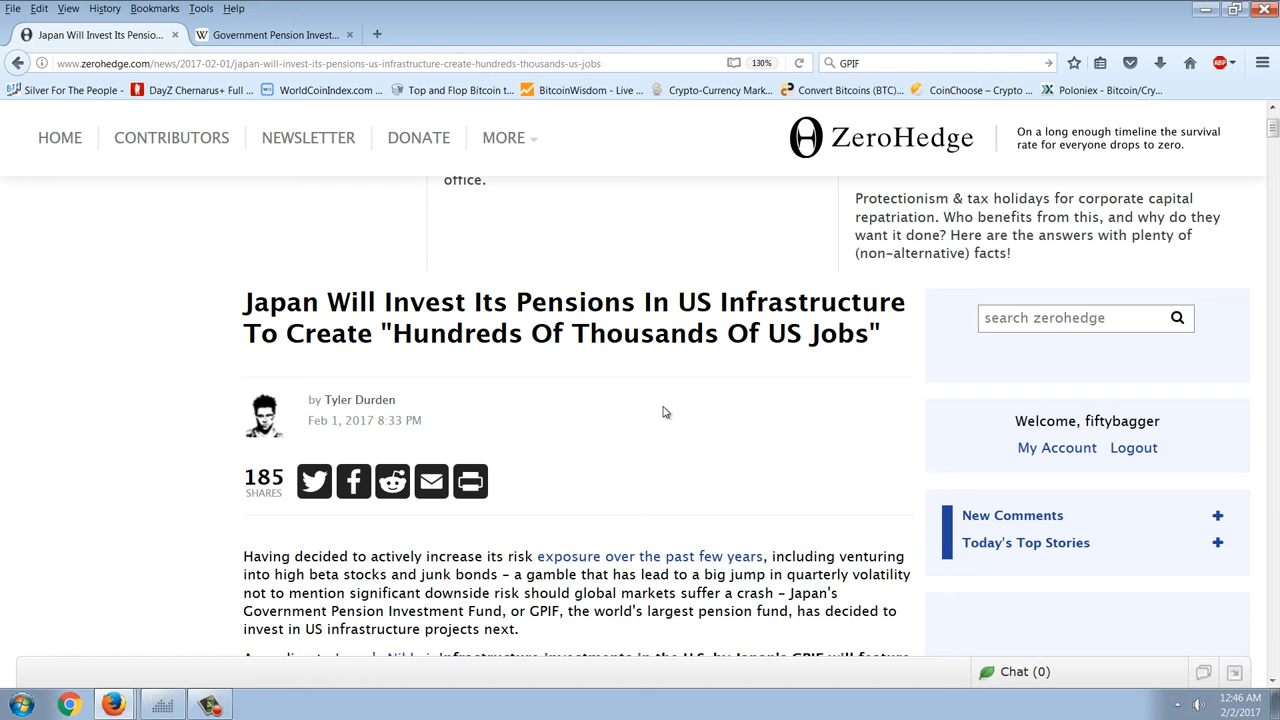 File Edit View History Bookmarks Tools Help
Japan Will Invest Its Pensio... × W Government Pension Invest... × +
www.zerohedge.com/news/2017-02-01/japan-will-invest-its-pensions-us-infrastructure-create-hundreds-thousands-us-jobs 130% GPIF
Silver For The People - ... DayZ Chernarus+ Full ... WorldCoinIndex.com ... Top and Flop Bitcoin t... BitcoinWisdom - Live ... Crypto-Currency Mark... Convert Bitcoins (BTC)... CoinChoose – Crypto ... Poloniex - Bitcoin/Cry...
HOME CONTRIBUTORS NEWSLETTER DONATE MORE
ZeroHedge
On a long enough timeline the survival
rate for everyone drops to zero.
office.
Protectionism & tax holidays for corporate capital
repatriation. Who benefits from this, and why do they
want it done? Here are the answers with plenty of
(non-alternative) facts!
Japan Will Invest Its Pensions In US Infrastructure
To Create "Hundreds Of Thousands Of US Jobs"
search zerohedge
by Tyler Durden
Feb 1, 2017 8:33 PM
Welcome, fiftybagger
My Account Logout
185
SHARES
New Comments +
Today's Top Stories +
Having decided to actively increase its risk exposure over the past few years, including venturing
into high beta stocks and junk bonds – a gamble that has lead to a big jump in quarterly volatility
not to mention significant downside risk should global markets suffer a crash – Japan's
Government Pension Investment Fund, or GPIF, the world's largest pension fund, has decided to
invest in US infrastructure projects next.
Chat (0)
12:46 AM
2/2/2017